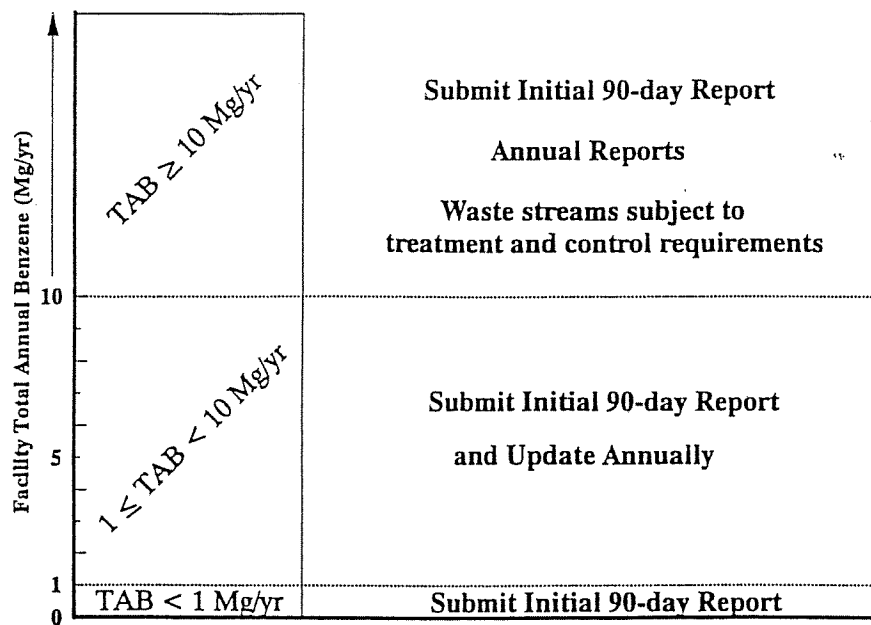 Facility Total Annual Benzene (Mg/yr)
10
5
1
0
TAB ≥ 10 Mg/yr
Submit Initial 90-day Report
Annual Reports
Waste streams subject to
treatment and control requirements
1 ≤ TAB < 10 Mg/yr
Submit Initial 90-day Report
and Update Annually
TAB < 1 Mg/yr
Submit Initial 90-day Report